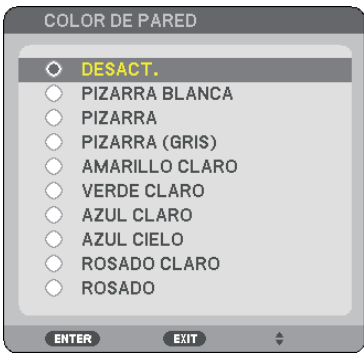 COLOR DE PARED
DESACT.
PIZARRA BLANCA
PIZARRA
PIZARRA (GRIS)
AMARILLO CLARO
VERDE CLARO
AZUL CLARO
AZUL CIELO
ROSADO CLARO
ROSADO
ENTER EXIT